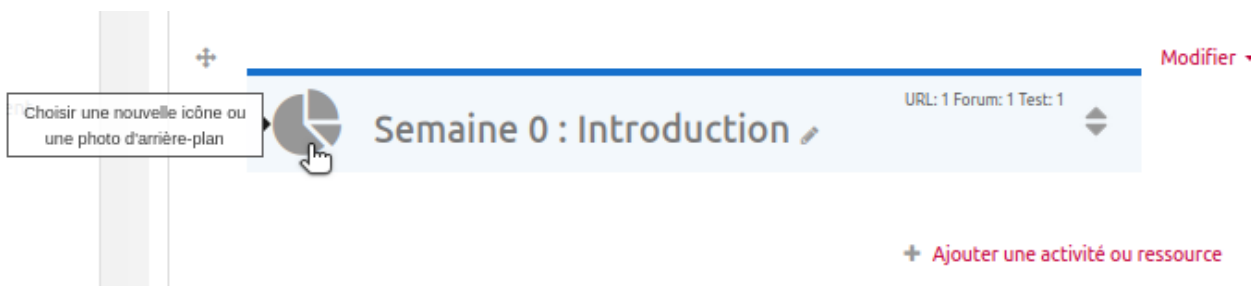 Modifier
URL: 1 Forum: 1 Test: 1
Choisir une nouvelle icône ou
une photo d'arrière-plan
Semaine 0 : Introduction
Ajouter une activité ou ressource